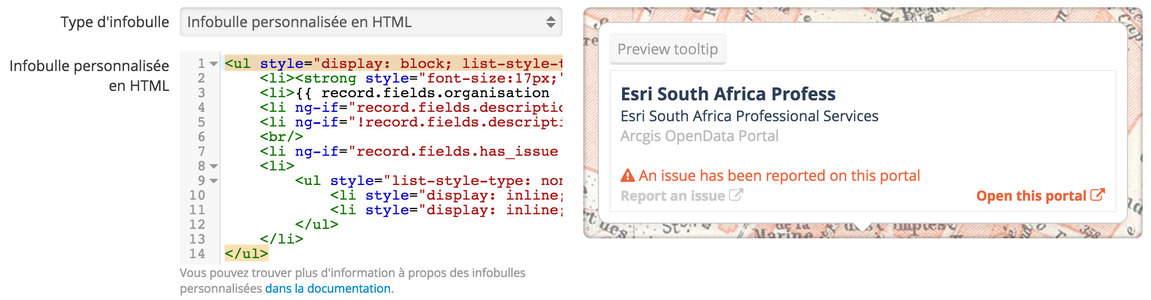 Type d'infobulle
Infobulle personnalisée en HTML
Infobulle personnalisée
en HTML
1 <ul style="display: block; list-style-t
2 <li><strong style="font-size:17px;"
3 <li>{{ record.fields.organisation
4 <li ng-if="record.fields.descriptio
5 <li ng-if="!record.fields.descripti
6 <br/>
7 <li ng-if="record.fields.has_issue
8 <li>
9 <ul style="list-style-type: non
10 <li style="display: inline;
11 <li style="display: inline;
12 </ul>
13 </li>
14 </ul>
Vous pouvez trouver plus d'information à propos des infobulles
personnalisées dans la documentation.
Preview tooltip
Esri South Africa Profess
Esri South Africa Professional Services
Arcgis OpenData Portal
An issue has been reported on this portal
Report an issue
Open this portal